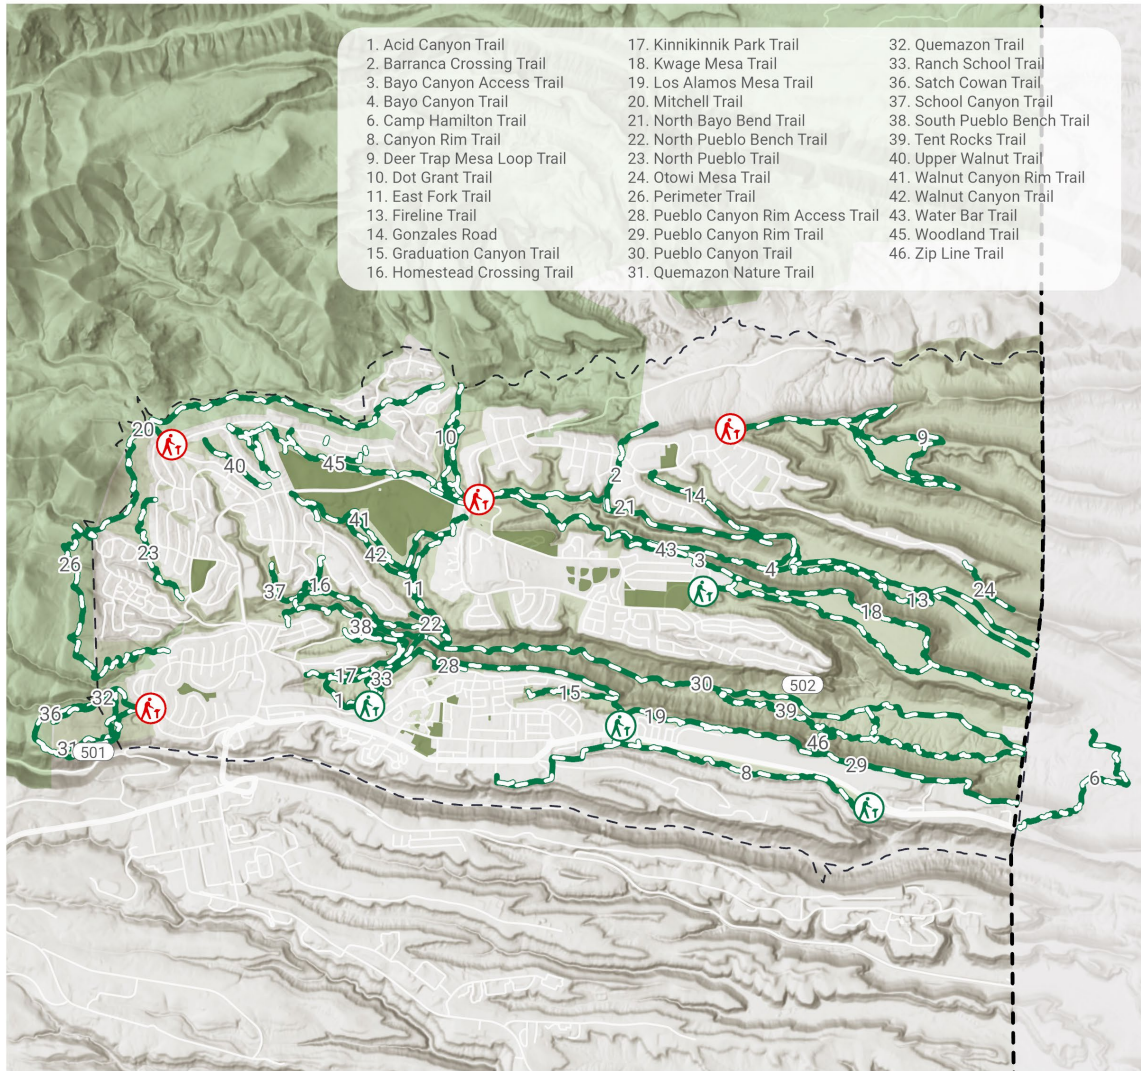 1. Acid Canyon Trail
2. Barranca Crossing Trail
3. Bayo Canyon Access Trail
4. Bayo Canyon Trail
6. Camp Hamilton Trail
8. Canyon Rim Trail
9. Deer Trap Mesa Loop Trail
10. Dot Grant Trail
11. East Fork Trail
13. Fireline Trail
14. Gonzales Road
15. Graduation Canyon Trail
16. Homestead Crossing Trail
17. Kinnikinnik Park Trail
18. Kwage Mesa Trail
19. Los Alamos Mesa Trail
20. Mitchell Trail
21. North Bayo Bend Trail
22. North Pueblo Bench Trail
23. North Pueblo Trail
24. Otowi Mesa Trail
26. Perimeter Trail
28. Pueblo Canyon Rim Access Trail
29. Pueblo Canyon Rim Trail
30. Pueblo Canyon Trail
31. Quemazon Nature Trail
32. Quemazon Trail
33. Ranch School Trail
36. Satch Cowan Trail
37. School Canyon Trail
38. South Pueblo Bench Trail
39. Tent Rocks Trail
40. Upper Walnut Trail
41. Walnut Canyon Rim Trail
42. Walnut Canyon Trail
43. Water Bar Trail
45. Woodland Trail
46. Zip Line Trail
20
10
9
40
45
2
14
21
41
43
3
42
23
26
4
37
16
11
24
13
18
38
22
28
17
33
1
30
502
15
32
36
39
19
46
31
501
29
8
6